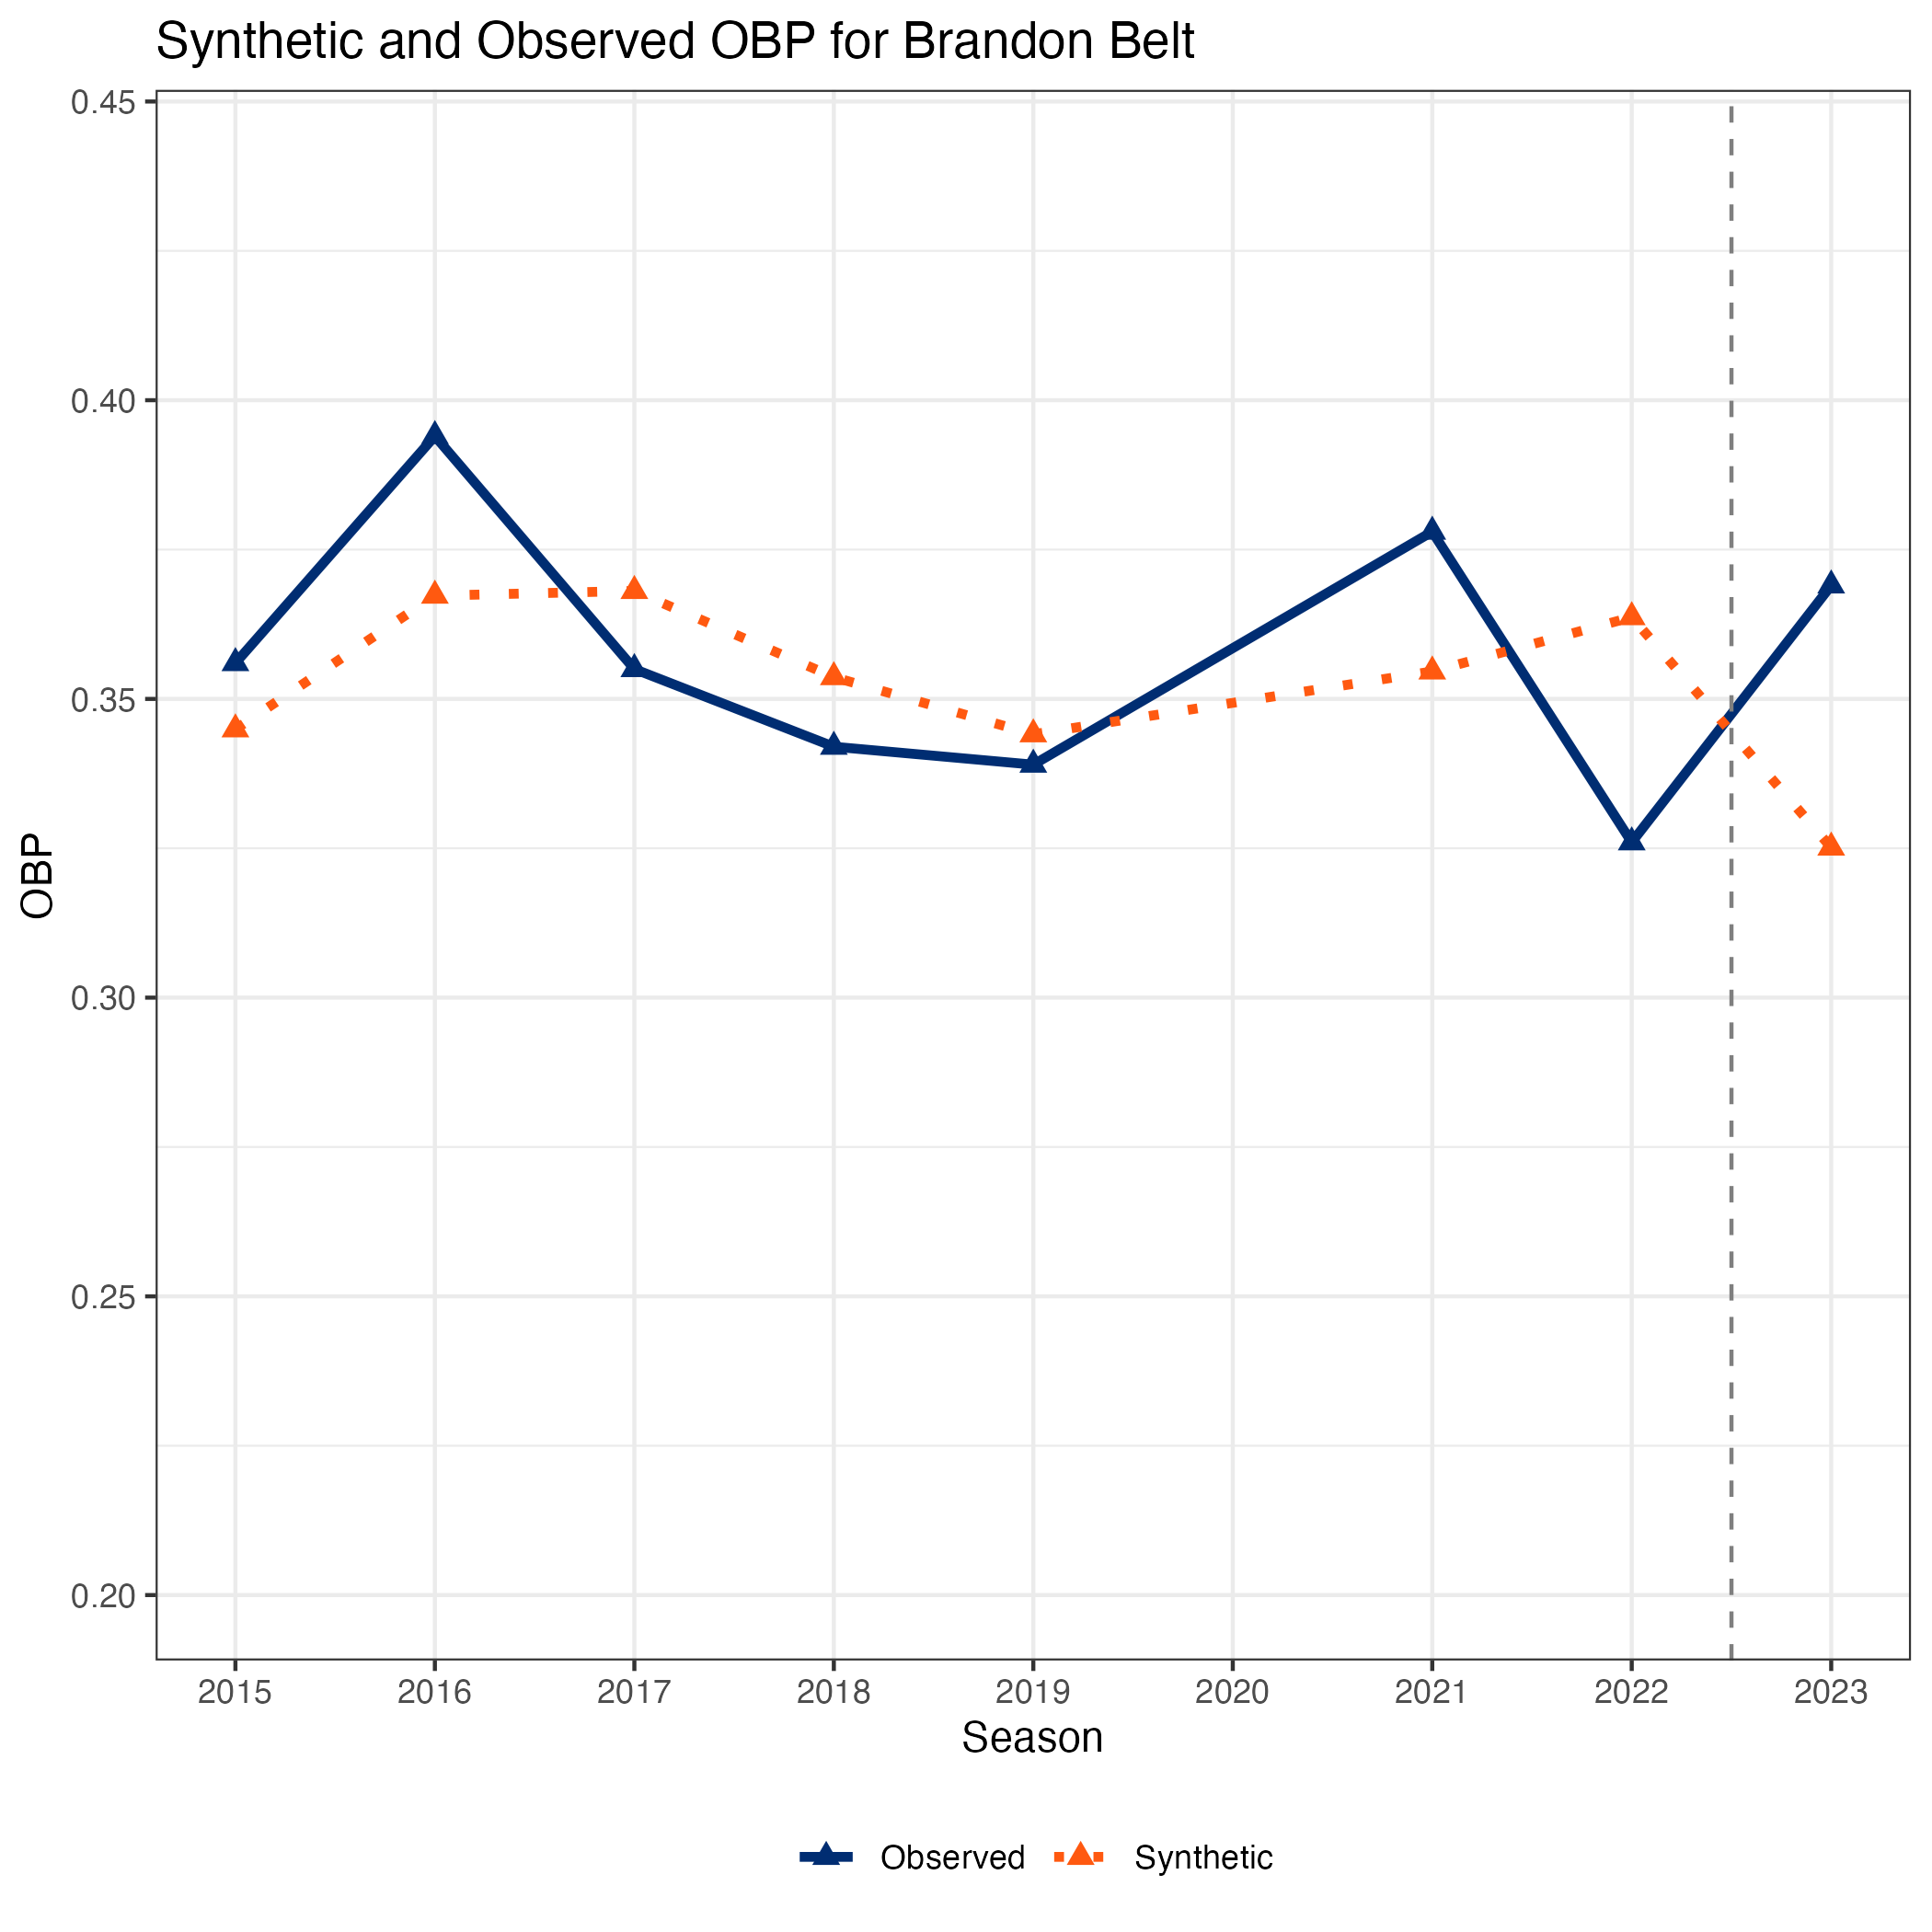 Synthetic and Observed OBP for Brandon Belt
0.45
0.40
0.35
0.30
0.25
0.20
OBP
2015 2016 2017 2018 2019 2020 2021 2022 2023
Season
Observed Synthetic